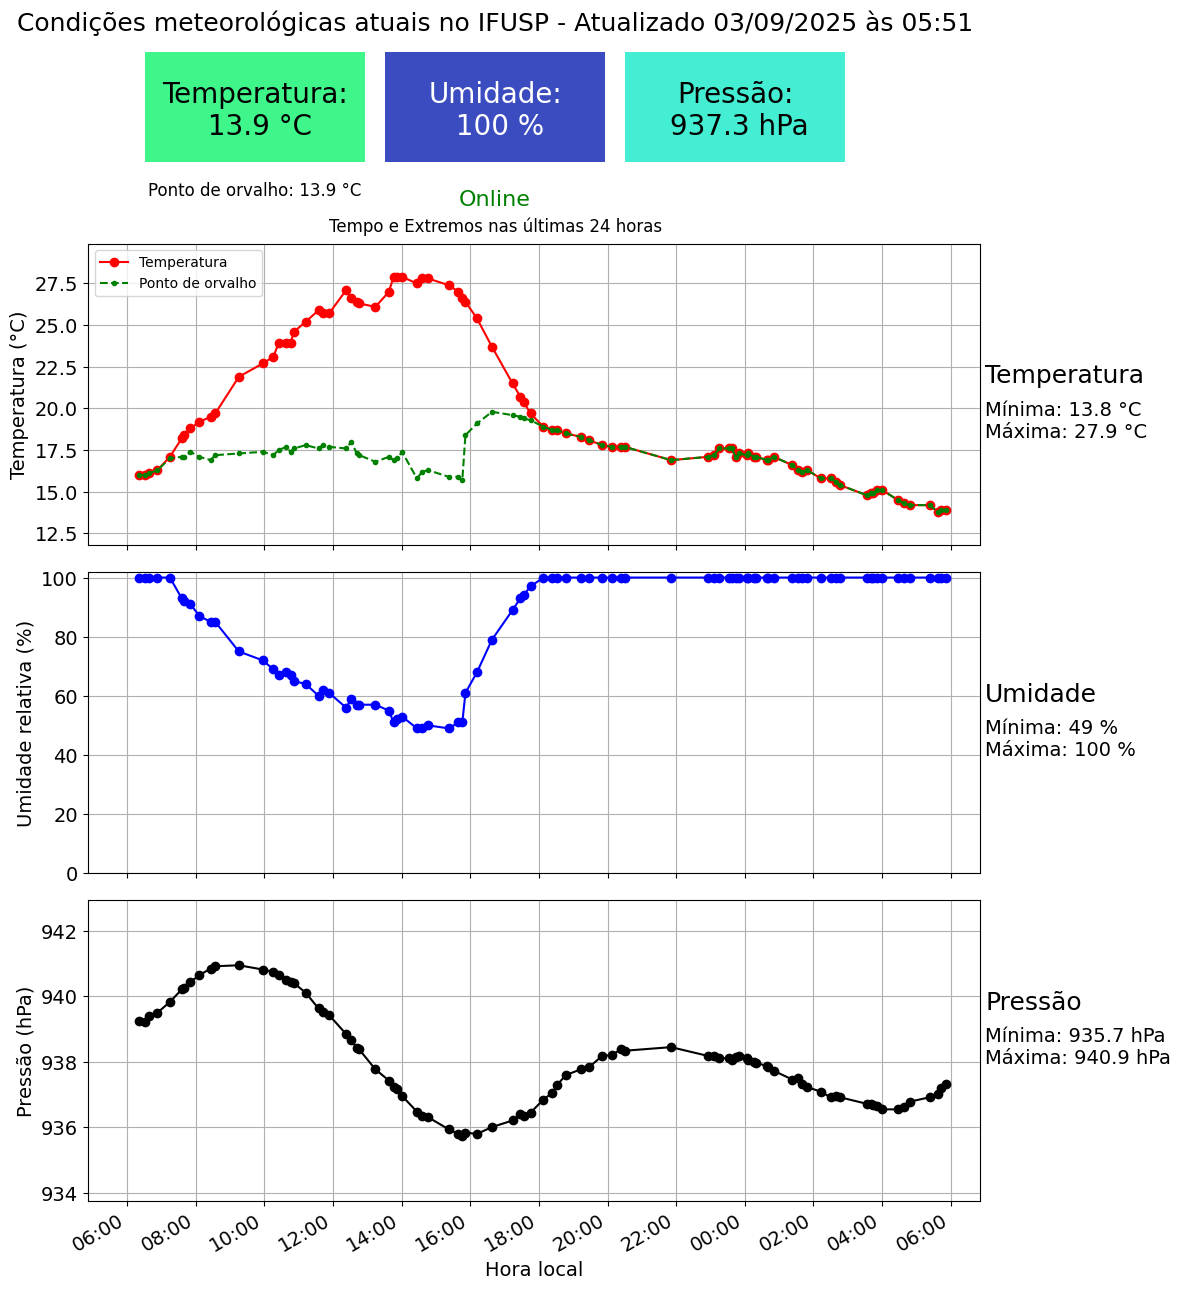 Condições meteorológicas atuais no IFUSP - Atualizado 03/09/2025 às 05:51
Temperatura:
13.9 °C
Umidade:
100 %
Pressão:
937.3 hPa
Ponto de orvalho: 13.9 °C
Online
Tempo e Extremos nas últimas 24 horas
Temperatura
Ponto de orvalho
Temperatura (°C)
27.5
25.0
22.5
20.0
17.5
15.0
12.5
Temperatura
Mínima: 13.8 °C
Máxima: 27.9 °C
Umidade relativa (%)
100
80
60
40
20
0
Umidade
Mínima: 49 %
Máxima: 100 %
Pressão (hPa)
942
940
938
936
934
Pressão
Mínima: 935.7 hPa
Máxima: 940.9 hPa
06:00
08:00
10:00
12:00
14:00
16:00
18:00
20:00
22:00
00:00
02:00
04:00
06:00
Hora local